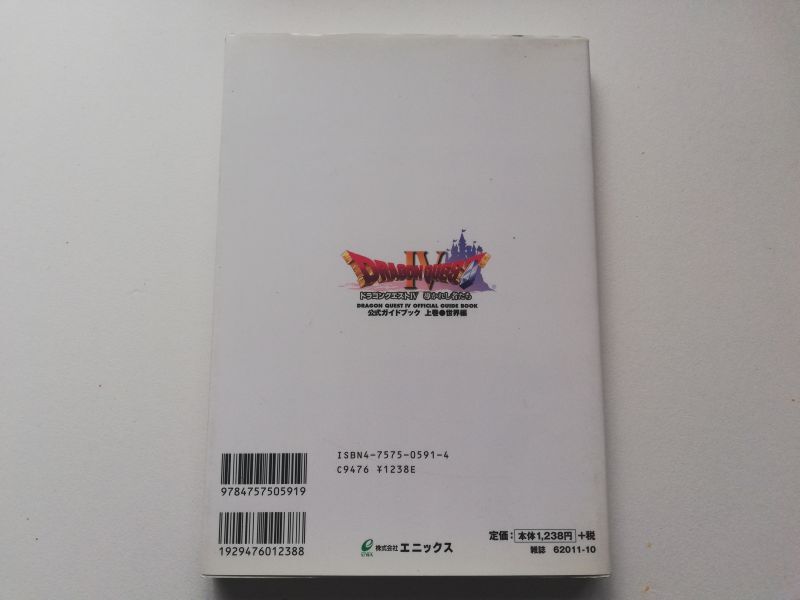 DRAGON QUEST IV
ドラゴンクエストIV 導かれし者たち
DRAGON QUEST IV OFFICIAL GUIDE BOOK
公式ガイドブック 上巻●世界編
ISBN4-7575-0591-4
C9476 ¥1238E
9784757505919
1929476012388
株式会社 エニックス
定価：本体1,238円+税
雑誌 62011-10